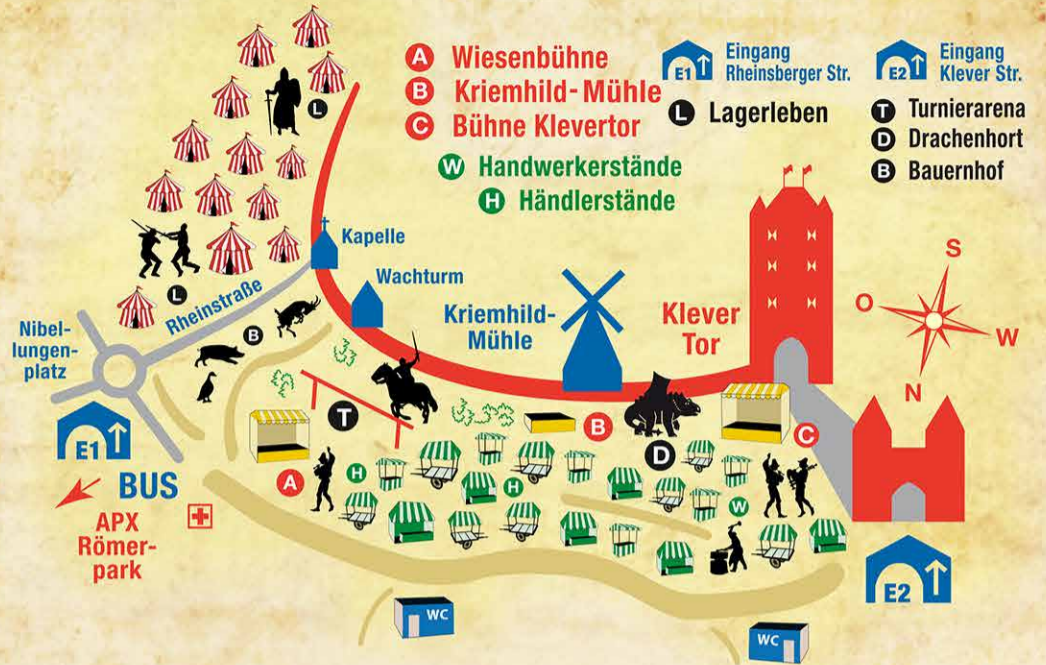 A Wiesenbühne
B Kriemhild-Mühle
C Bühne Klevertor
W Handwerkerstände
H Händlerstände
E1 Eingang
Rheinsberger Str.
L Lagerleben
E2 Eingang
Klever Str.
T Turnierarena
D Drachenhort
B Bauernhof
L
L
Kapelle
Wachturm
Rheinstraße
Nibel-
lungen-
platz
B
Kriemhild-
Mühle
Klever
Tor
S
O
W
N
T
E1
BUS
APX
Römer-
park
A
H
H
B
D
C
W
E2
WC
WC